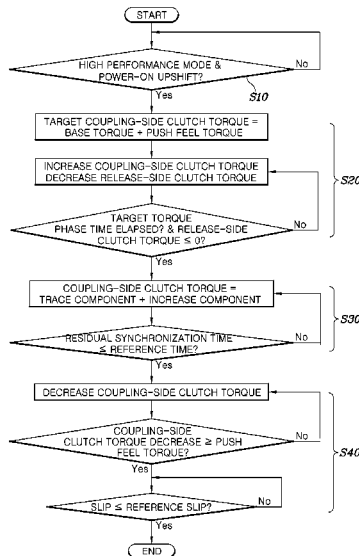 START
HIGH PERFORMANCE MODE &
POWER-ON UPSHIFT?
No
S10
Yes
TARGET COUPLING-SIDE CLUTCH TORQUE =
BASE TORQUE + PUSH FEEL TORQUE
INCREASE COUPLING-SIDE CLUTCH TORQUE
DECREASE RELEASE-SIDE CLUTCH TORQUE
S20
TARGET TORQUE
PHASE TIME ELAPSED? & RELEASE-SIDE
CLUTCH TORQUE ≤ 0?
No
Yes
COUPLING-SIDE CLUTCH TORQUE =
TRACE COMPONENT + INCREASE COMPONENT
S30
RESIDUAL SYNCHRONIZATION TIME
≤ REFERENCE TIME?
No
Yes
DECREASE COUPLING-SIDE CLUTCH TORQUE
COUPLING-SIDE
CLUTCH TORQUE DECREASE ≥ PUSH
FEEL TORQUE?
No
S40
Yes
SLIP ≤ REFERENCE SLIP?
No
Yes
END